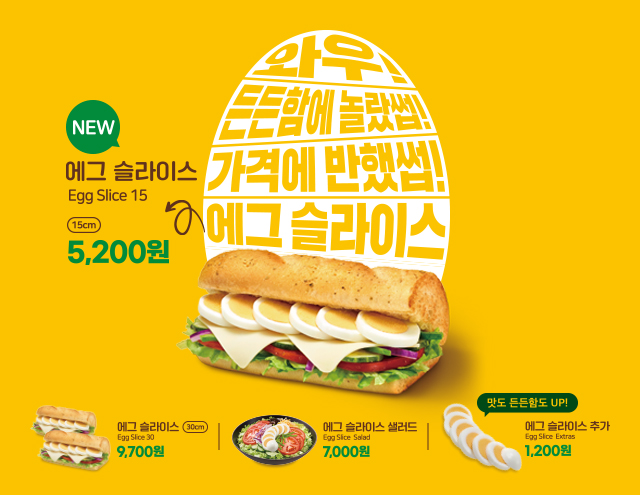 와우!
든든함에 놀랐썹!
가격에 반했썹!
에그 슬라이스
NEW
에그 슬라이스
Egg Slice 15
15cm
5,200원
에그 슬라이스 30cm
Egg Slice 30
9,700원
에그 슬라이스 샐러드
Egg Slice Salad
7,000원
맛도 든든함도 UP!
에그 슬라이스 추가
Egg Slice Extras
1,200원